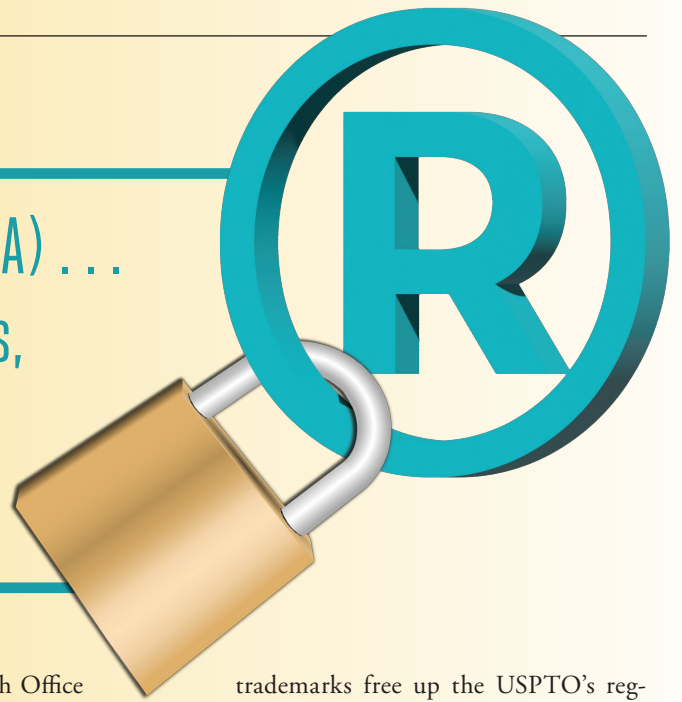 R
A)...
S,
h Office
trademarks free up the USPTO's reg-